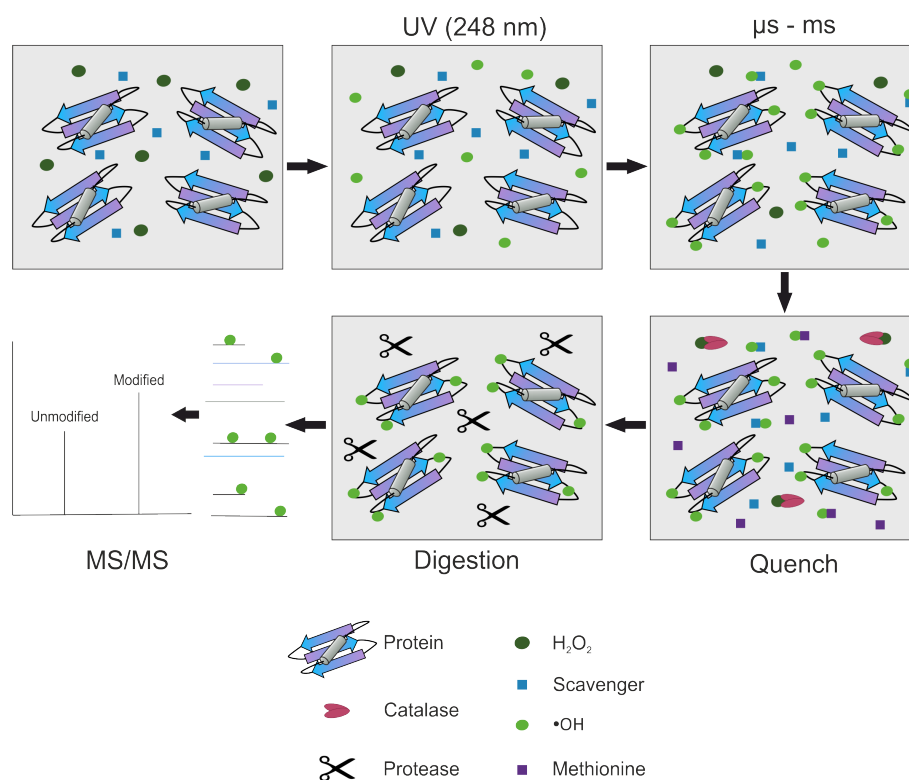 UV (248 nm)
µs - ms
Modified
Unmodified
MS/MS
Digestion
Quench
Protein
H₂O₂
Scavenger
Catalase
•OH
Protease
Methionine